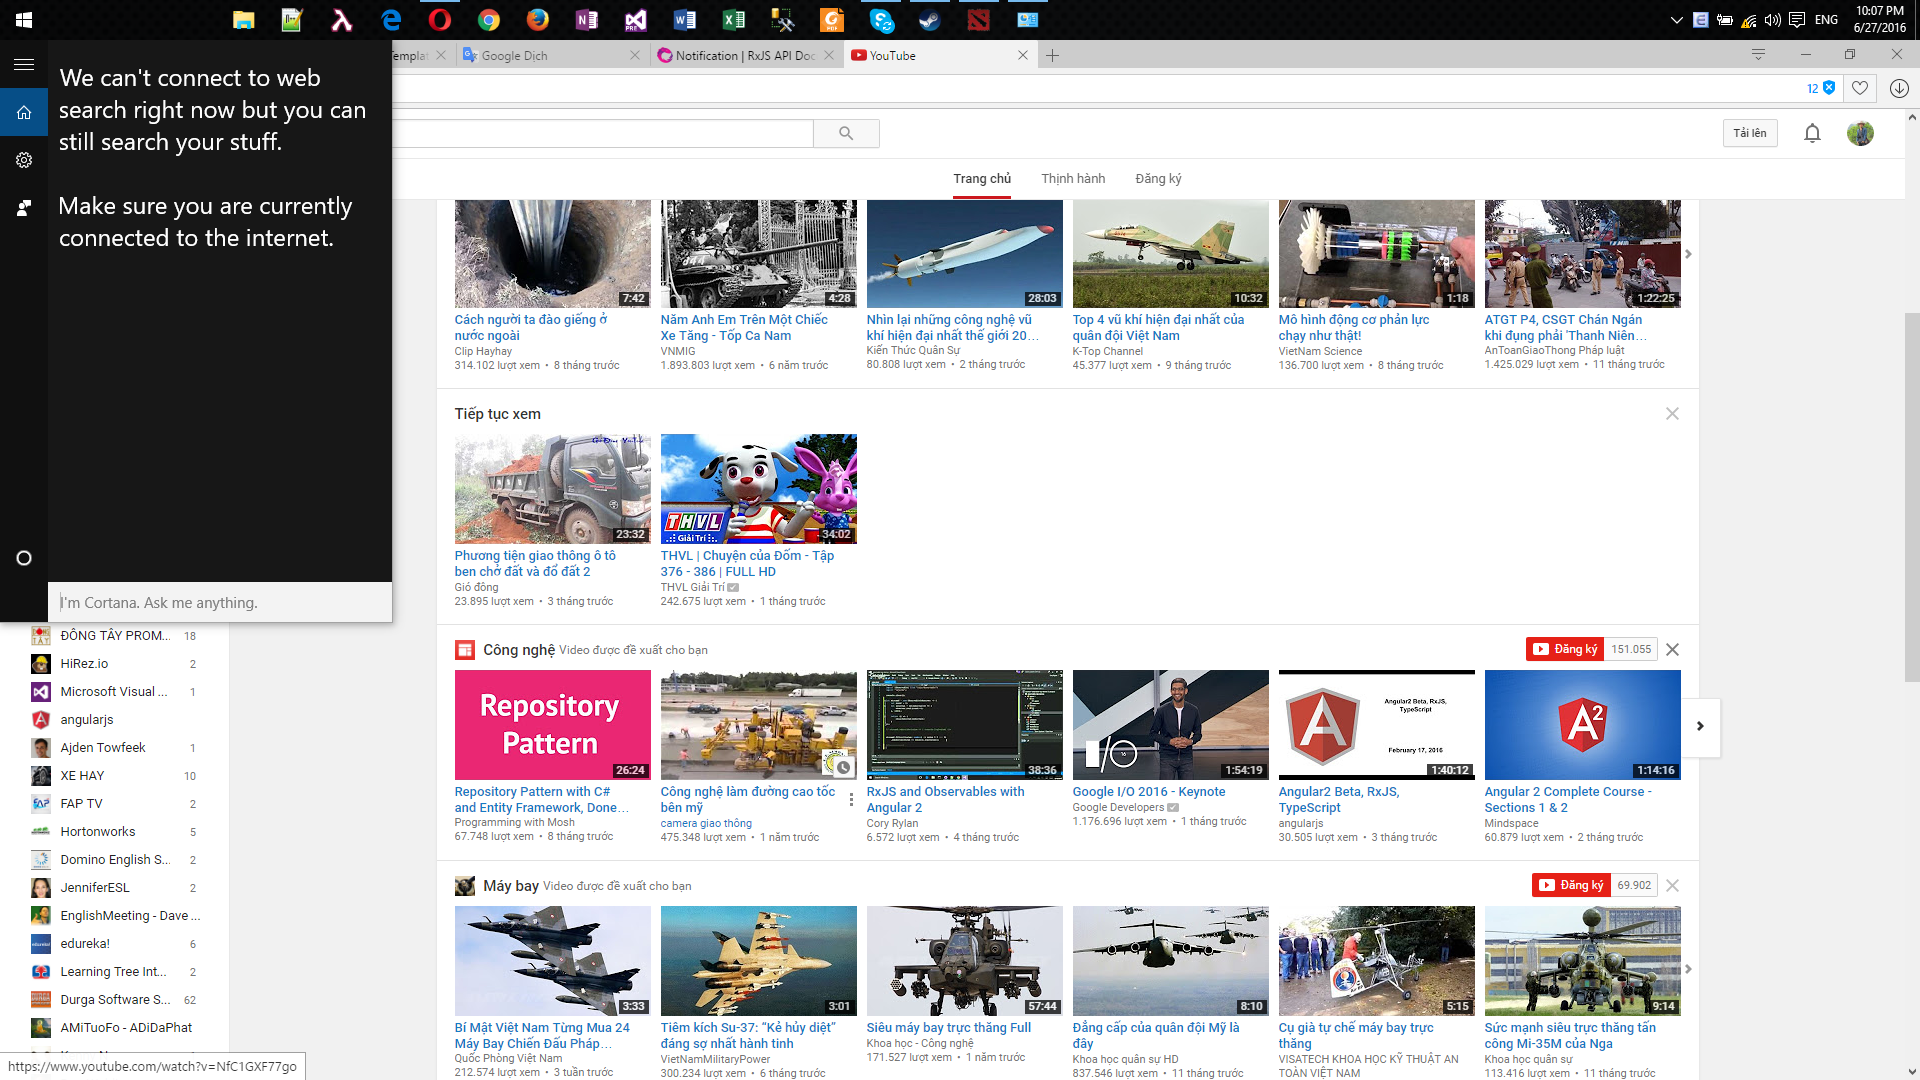 10:07 PM
ENG
6/27/2016
Templat
Google Dịch
Notification | RxJS API Doc
YouTube
12
We can't connect to web
search right now but you can
still search your stuff.
Make sure you are currently
connected to the internet.
I'm Cortana. Ask me anything.
Tải lên
Trang chủ
Thịnh hành
Đăng ký
7:42
4:28
28:03
10:32
1:18
1:22:25
Cách người ta đào giếng ở
nước ngoài
Clip Hayhay
314.102 lượt xem • 8 tháng trước
Năm Anh Em Trên Một Chiếc
Xe Tăng - Tốp Ca Nam
VNMIG
1.893.803 lượt xem • 6 năm trước
Nhìn lại những công nghệ vũ
khí hiện đại nhất thế giới 20...
Kiến Thức Quân Sự
80.808 lượt xem • 2 tháng trước
Top 4 vũ khí hiện đại nhất của
quân đội Việt Nam
K-Top Channel
45.377 lượt xem • 9 tháng trước
Mô hình động cơ phản lực
chạy như thật!
VietNam Science
136.700 lượt xem • 8 tháng trước
ATGT P4, CSGT Chán Ngán
khi đụng phải 'Thanh Niên...
AnToanGiaoThong Pháp luật
1.425.029 lượt xem • 11 tháng trước
Tiếp tục xem
23:32
THVL
Giải Trí
34:02
Phương tiện giao thông ô tô
ben chở đất và đổ đất 2
Gió đông
23.895 lượt xem • 3 tháng trước
THVL | Chuyện của Đốm - Tập
376 - 386 | FULL HD
THVL Giải Trí
242.675 lượt xem • 1 tháng trước
Công nghệ Video được đề xuất cho bạn
Đăng ký 151.055
Repository
Pattern
26:24
38:36
I/O 16
1:54:19
Angular2 Beta, RxJS,
TypeScript
February 17, 2016
1:40:12
A2
1:14:16
Repository Pattern with C#
and Entity Framework, Done...
Programming with Mosh
67.748 lượt xem • 8 tháng trước
Công nghệ làm đường cao tốc
bên mỹ
camera giao thông
475.348 lượt xem • 1 năm trước
RxJS and Observables with
Angular 2
Cory Rylan
6.572 lượt xem • 4 tháng trước
Google I/O 2016 - Keynote
Google Developers
1.176.696 lượt xem • 1 tháng trước
Angular2 Beta, RxJS,
TypeScript
angularjs
30.505 lượt xem • 3 tháng trước
Angular 2 Complete Course -
Sections 1 & 2
Mindspace
60.879 lượt xem • 2 tháng trước
Máy bay Video được đề xuất cho bạn
Đăng ký 69.902
3:33
3:01
57:44
8:10
5:15
9:14
Bí Mật Việt Nam Từng Mua 24
Máy Bay Chiến Đấu Pháp...
Quốc Phòng Việt Nam
212.574 lượt xem • 3 tuần trước
Tiêm kích Su-37: “Kẻ hủy diệt”
đáng sợ nhất hành tinh
VietNamMilitaryPower
300.234 lượt xem • 6 tháng trước
Siêu máy bay trực thăng Full
Khoa học - Công nghệ
171.527 lượt xem • 1 năm trước
Đẳng cấp của quân đội Mỹ là
đây
Khoa học quân sự HD
837.546 lượt xem • 11 tháng trước
Cụ già tự chế máy bay trực
thăng
VISATECH KHOA HỌC KỸ THUẬT AN
TOÀN VIỆT NAM
Sức mạnh siêu trực thăng tấn
công Mi-35M của Nga
Khoa học quân sự
113.416 lượt xem • 11 tháng trước
ĐÔNG TÂY PROM... 18
HiRez.io 2
Microsoft Visual ... 1
angularjs
Ajden Towfeek 1
XE HAY 10
FAP TV 2
Hortonworks 5
Domino English S... 2
JenniferESL 2
EnglishMeeting - Dave ...
edureka! 6
Learning Tree Int... 2
Durga Software S... 62
AMiTuoFo - ADiDaPhat
https://www.youtube.com/watch?v=NfC1GXF77go